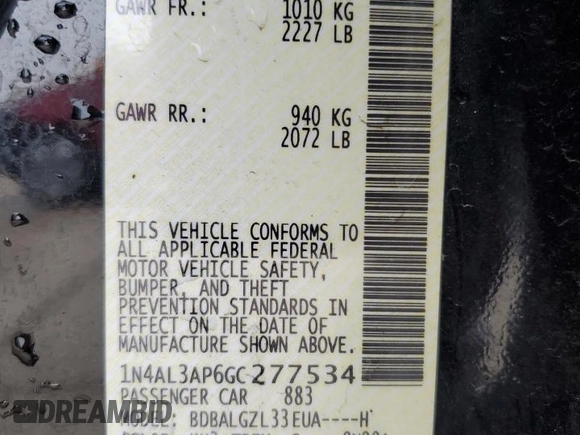 GAWR FR.: 1010 KG
2227 LB
GAWR RR.: 940 KG
2072 LB
THIS VEHICLE CONFORMS TO
ALL APPLICABLE FEDERAL
MOTOR VEHICLE SAFETY,
BUMPER, AND THEFT
PREVENTION STANDARDS IN
EFFECT ON THE DATE OF
MANUFACTURE SHOWN ABOVE.
1N4AL3AP6GC277534
PASSENGER CAR 883
MODEL: BDBALGZL33EUA----H
DREAMBID